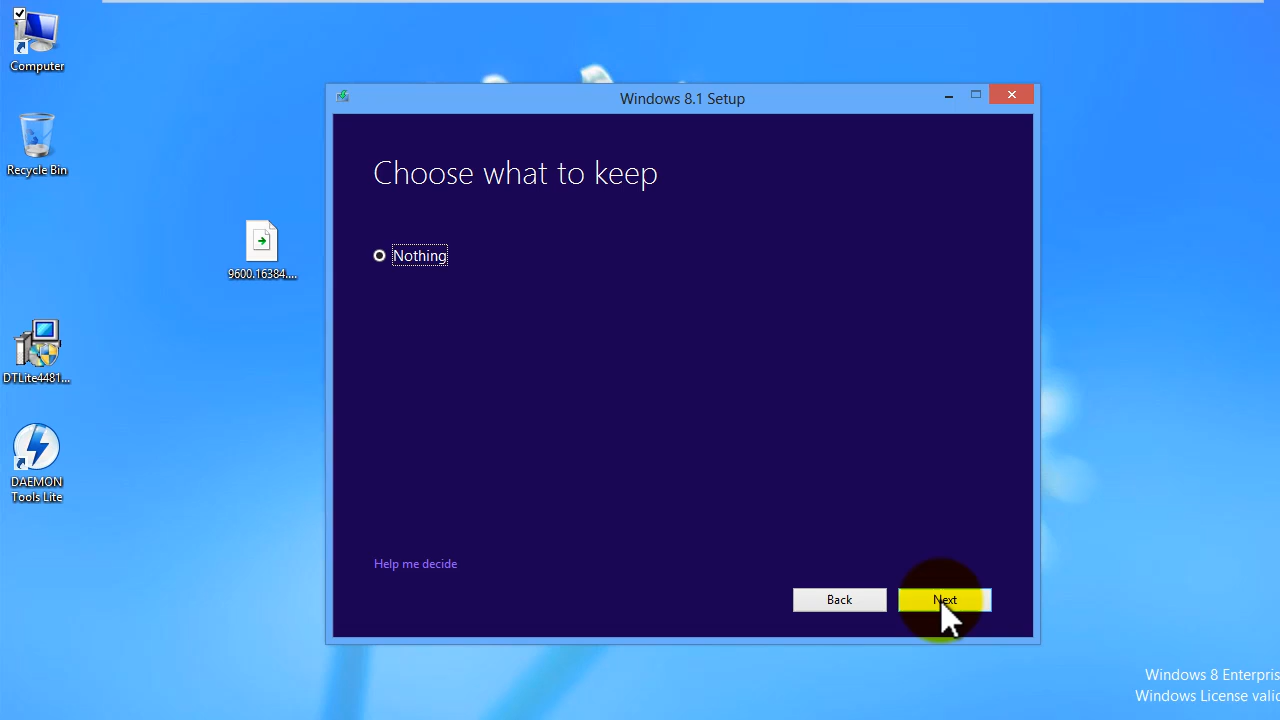 Computer
Recycle Bin
9600.16384....
DTLite4481...
DAEMON
Tools Lite
Windows 8.1 Setup
Choose what to keep
Nothing
Help me decide
Back
Next
Windows 8 Enterpris
Windows License valid